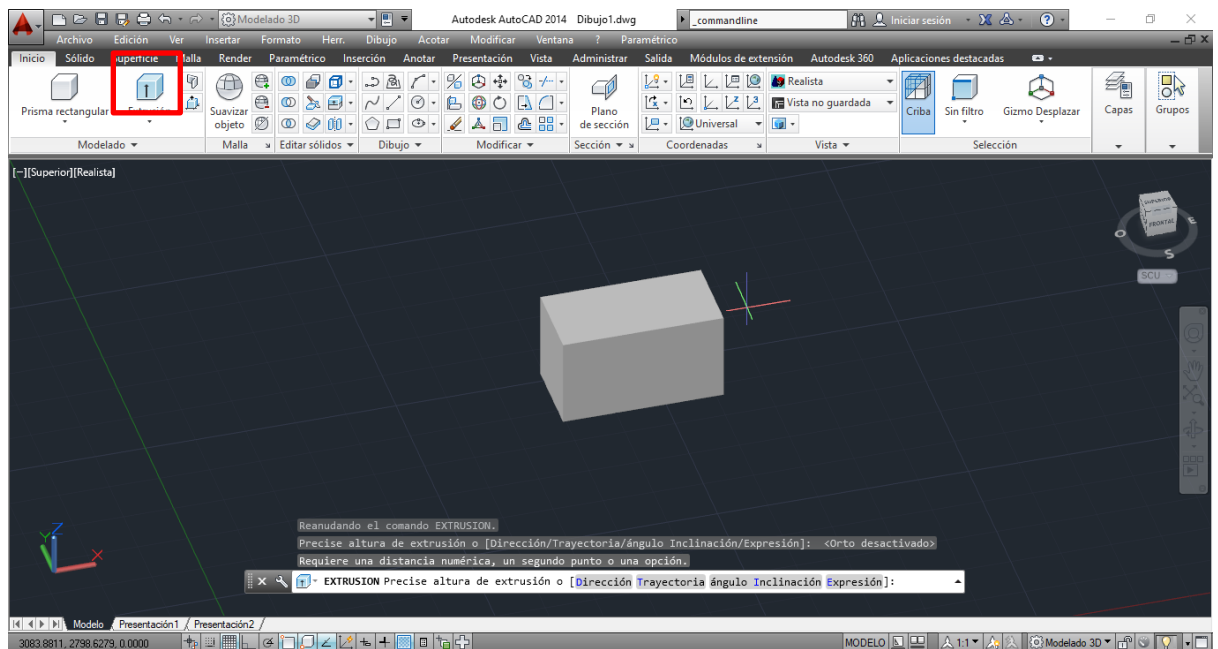 Modelado 3D Autodesk AutoCAD 2014 Dibujo1.dwg _commandline Iniciar sesión
Archivo Edición Ver Insertar Formato Herr. Dibujo Acotar Modificar Ventana ? Paramétrico
Inicio Sólido Superficie Malla Render Paramétrico Inserción Anotar Presentación Vista Administrar Salida Módulos de extensión Autodesk 360 Aplicaciones destacadas
Realista
Prisma rectangular Extrusión Suavizar objeto Plano de sección Vista no guardada Criba Sin filtro Gizmo Desplazar Capas Grupos
Universal
Modelado Malla Editar sólidos Dibujo Modificar Sección Coordenadas Vista Selección
[−][Superior][Realista]
SUPERIOR
FRONTAL
E
O
S
SCU
Z
Y
X
Reanudando el comando EXTRUSION.
Precise altura de extrusión o [Dirección/Trayectoria/ángulo Inclinación/Expresión]: <Orto desactivado>
Requiere una distancia numérica, un segundo punto o una opción.
EXTRUSION Precise altura de extrusión o [Dirección Trayectoria ángulo Inclinación Expresión]:
Modelo Presentación1 Presentación2
3083.8811, 2798.6279, 0.0000 MODELO 1:1 Modelado 3D